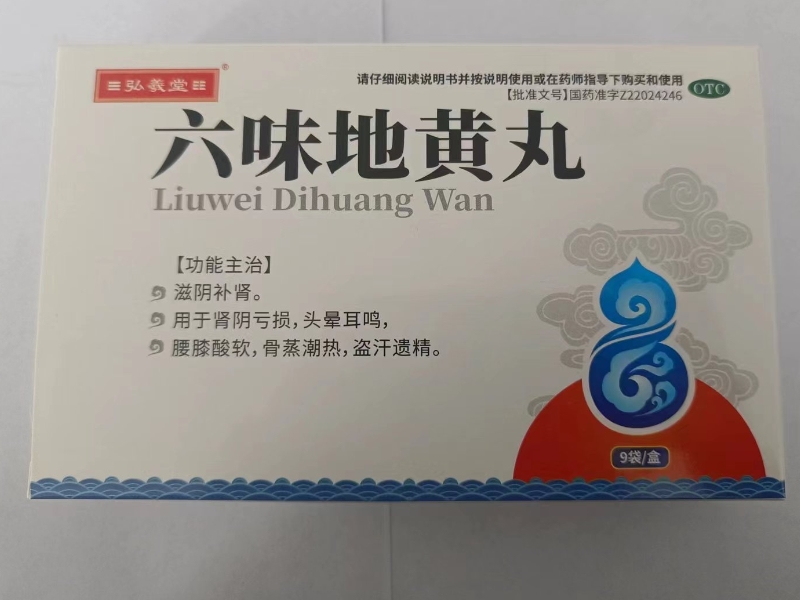 弘羲堂®
请仔细阅读说明书并按说明使用或在药师指导下购买和使用
【批准文号】国药准字Z22024246
OTC
六味地黄丸
Liuwei Dihuang Wan
【功能主治】
滋阴补肾。
用于肾阴亏损,头晕耳鸣,
腰膝酸软,骨蒸潮热,盗汗遗精。
9袋/盒